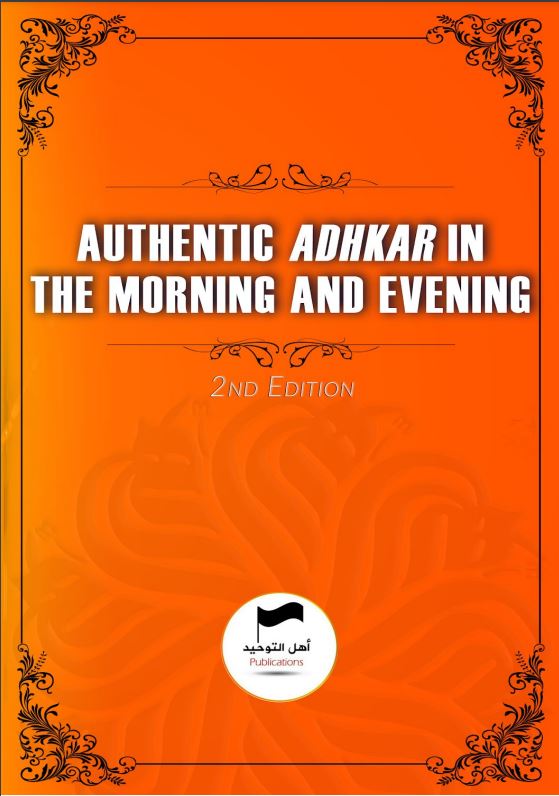 AUTHENTIC ADHKAR IN
THE MORNING AND EVENING
2ND EDITION
أهل التوحيد
Publications